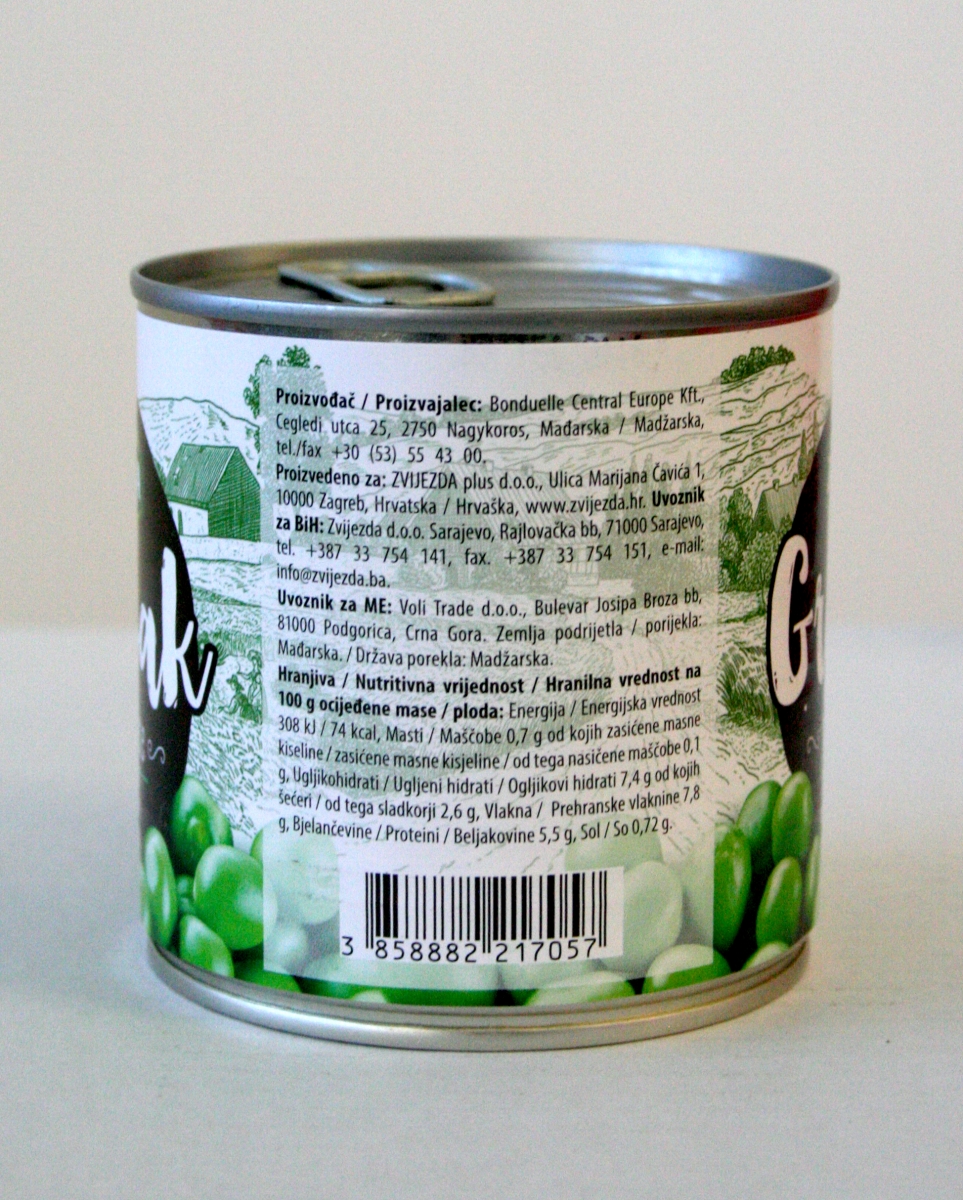 Proizvođač / Proizvajalec: Bonduelle Central Europe Kft.,
Cegledi utca 25, 2750 Nagykoros, Mađarska / Madžarska,
tel./fax +30 (53) 55 43 00.
Proizvedeno za: ZVIJEZDA plus d.o.o., Ulica Marijana Čavića 1,
10000 Zagreb, Hrvatska / Hrvaška, www.zvijezda.hr. Uvoznik
za BiH: Zvijezda d.o.o. Sarajevo, Rajlovačka bb, 71000 Sarajevo,
tel. +387 33 754 141, fax. +387 33 754 151, e-mail:
info@zvijezda.ba.
Uvoznik za ME: Voli Trade d.o.o., Bulevar Josipa Broza bb,
81000 Podgorica, Crna Gora. Zemlja podrijetla / porijekla:
Mađarska. / Država porekla: Madžarska.
Hranjiva / Nutritivna vrijednost / Hranilna vrednost na
100 g ocijeđene mase / ploda: Energija / Energijska vrednost
308 kJ / 74 kcal, Masti / Maščobe 0,7 g od kojih zasićene masne
kiseline / zasićene masne kisjeline / od tega nasičene maščobe 0,1
g, Ugljikohidrati / Ugljeni hidrati / Ogljikovi hidrati 7,4 g od kojih
šećeri / od tega sladkorji 2,6 g, Vlakna / Prehranske vlaknine 7,8
g, Bjelančevine / Proteini / Beljakovine 5,5 g, Sol / So 0,72 g.
3 858882 217057